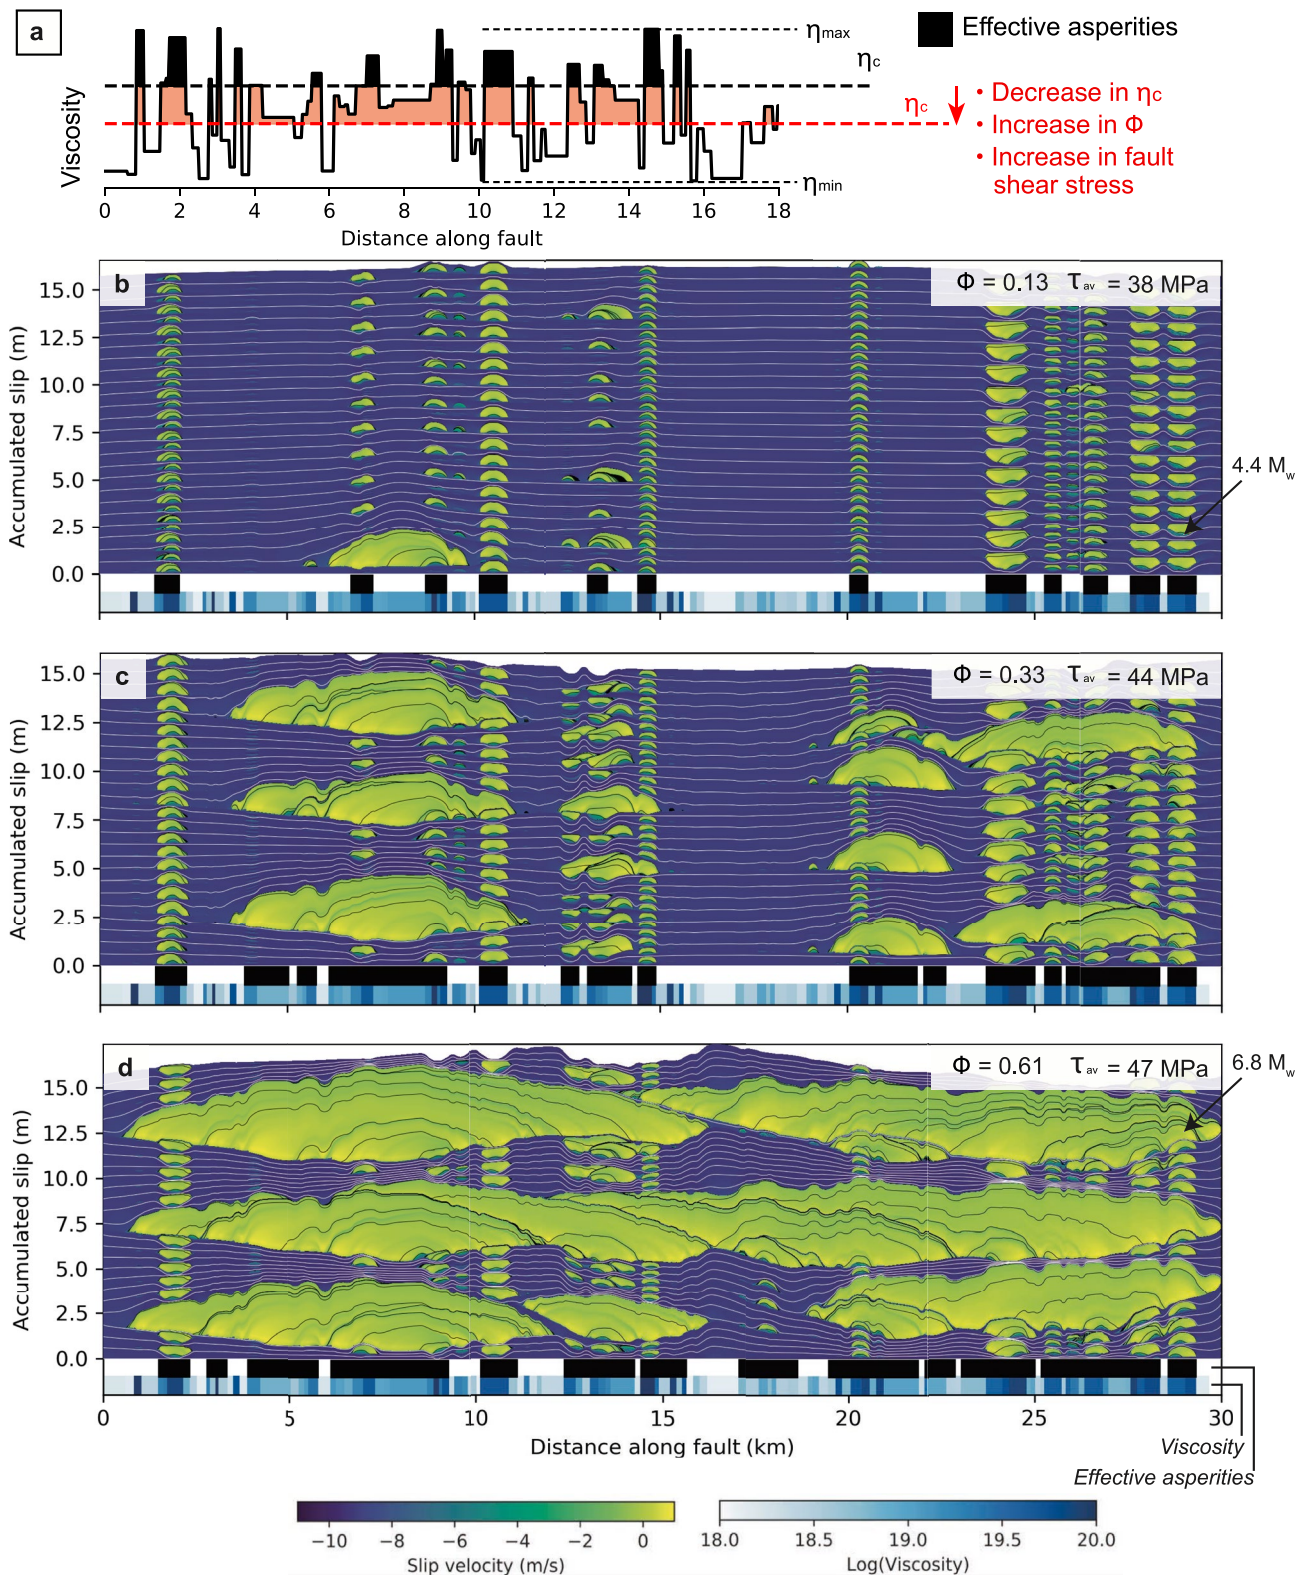 a
Viscosity
ηmax
ηc
ηc
ηmin
0 2 4 6 8 10 12 14 16 18
Distance along fault
Effective asperities
• Decrease in ηc
• Increase in Φ
• Increase in fault
shear stress
b
Φ = 0.13 τav = 38 MPa
Accumulated slip (m)
15.0
12.5
10.0
7.5
5.0
2.5
0.0
4.4 Mw
c
Φ = 0.33 τav = 44 MPa
Accumulated slip (m)
15.0
12.5
10.0
7.5
5.0
2.5
0.0
d
Φ = 0.61 τav = 47 MPa
6.8 Mw
Accumulated slip (m)
15.0
12.5
10.0
7.5
5.0
2.5
0.0
0 5 10 15 20 25 30
Distance along fault (km)
Viscosity
Effective asperities
−10 −8 −6 −4 −2 0
Slip velocity (m/s)
18.0 18.5 19.0 19.5 20.0
Log(Viscosity)